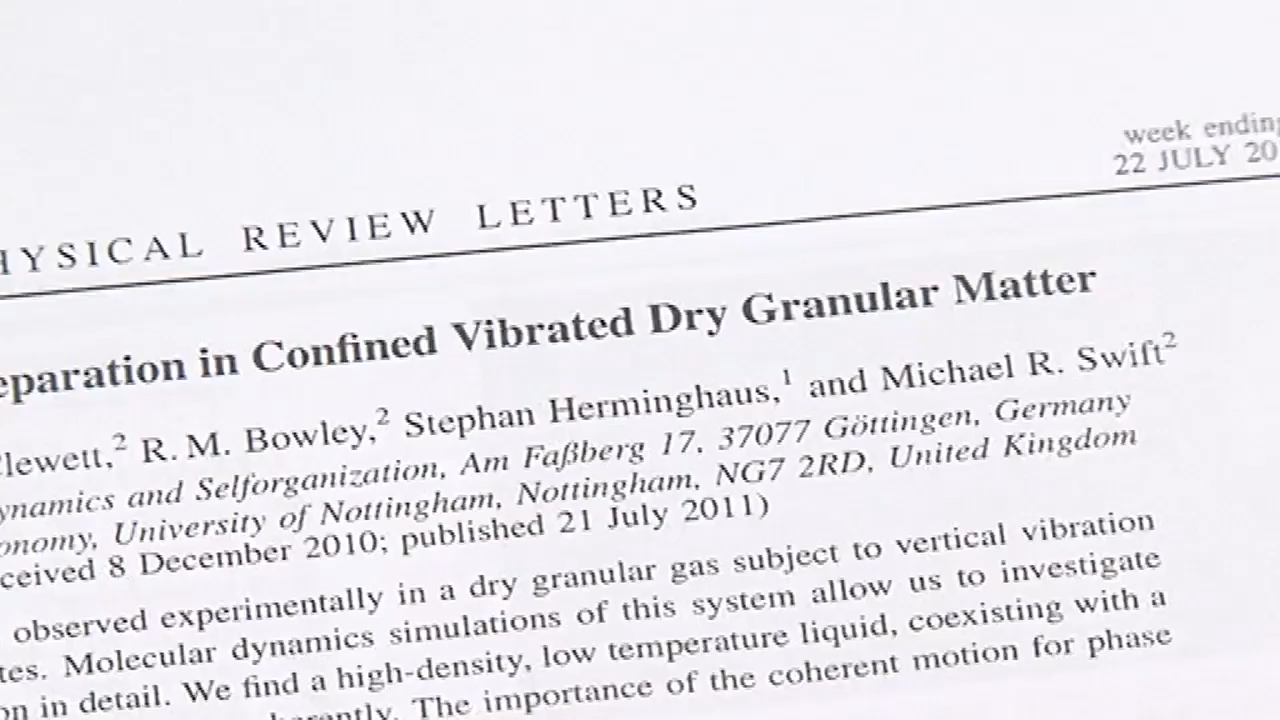 week ending
22 JULY 20
HYSICAL REVIEW LETTERS
eparation in Confined Vibrated Dry Granular Matter
lewett,² R. M. Bowley,² Stephan Herminghaus,¹ and Michael R. Swift²
ynamics and Selforganization, Am Faßberg 17, 37077 Göttingen, Germany
onomy, University of Nottingham, Nottingham, NG7 2RD, United Kingdom
ceived 8 December 2010; published 21 July 2011)
observed experimentally in a dry granular gas subject to vertical vibration
tes. Molecular dynamics simulations of this system allow us to investigate
on in detail. We find a high-density, low temperature liquid, coexisting with a
herently. The importance of the coherent motion for phase